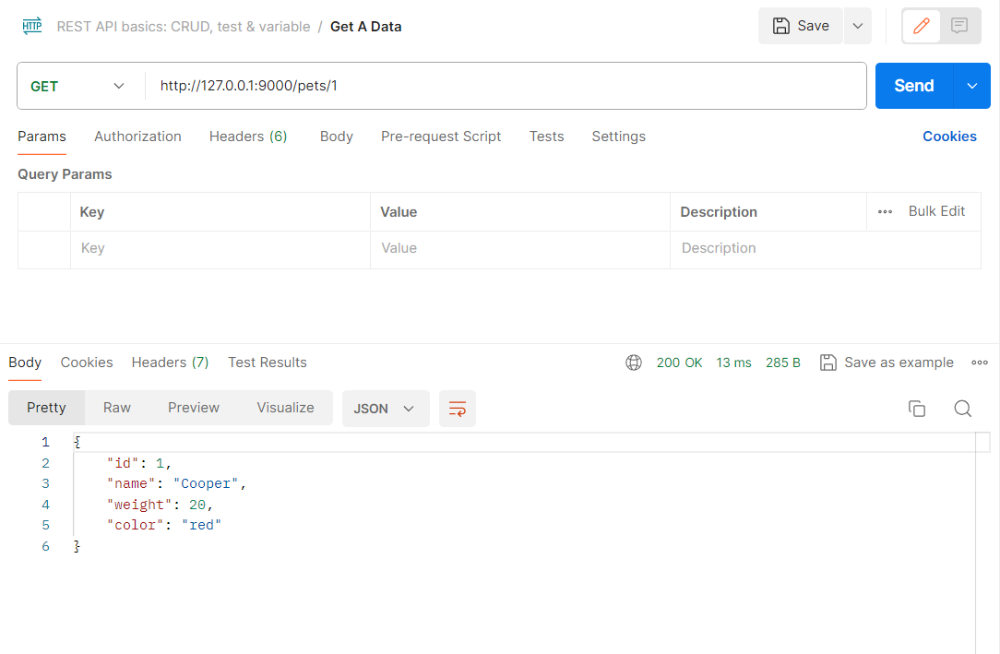 HTTP REST API basics: CRUD, test & variable / Get A Data Save
GET http://127.0.0.1:9000/pets/1 Send
Params Authorization Headers (6) Body Pre-request Script Tests Settings Cookies
Query Params
Key Value Description Bulk Edit
Key Value Description
Body Cookies Headers (7) Test Results 200 OK 13 ms 285 B Save as example
Pretty Raw Preview Visualize JSON
1 {
2 "id": 1,
3 "name": "Cooper",
4 "weight": 20,
5 "color": "red"
6 }